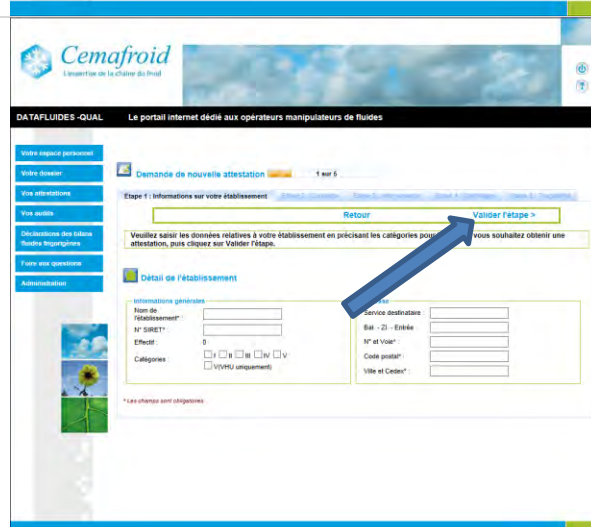 Cemafroid
L'expertise de la chaîne du froid
DATAFLUIDES -QUAL
Le portail internet dédié aux opérateurs manipulateurs de fluides
Votre espace personnel
Votre dossier
Vos attestations
Vos audits
Déclarations des bilans
fluides frigorigènes
Foire aux questions
Administration
Demande de nouvelle attestation
1 sur 5
Etape 1 : Informations sur votre établissement
Retour
Valider l'étape >
Veuillez saisir les données relatives à votre établissement en précisant les catégories pour vous souhaitez obtenir une
attestation, puis cliquez sur Valider l'étape.
Détail de l'établissement
Informations générales
Nom de
l'établissement* :
N° SIRET* :
Effectif : 0
Catégories : I II III IV V
V(VHU uniquement)
Service destinataire :
Bat. - ZI. - Entrée :
N° et Voie* :
Code postal* :
Ville et Cedex* :
* Les champs sont obligatoires